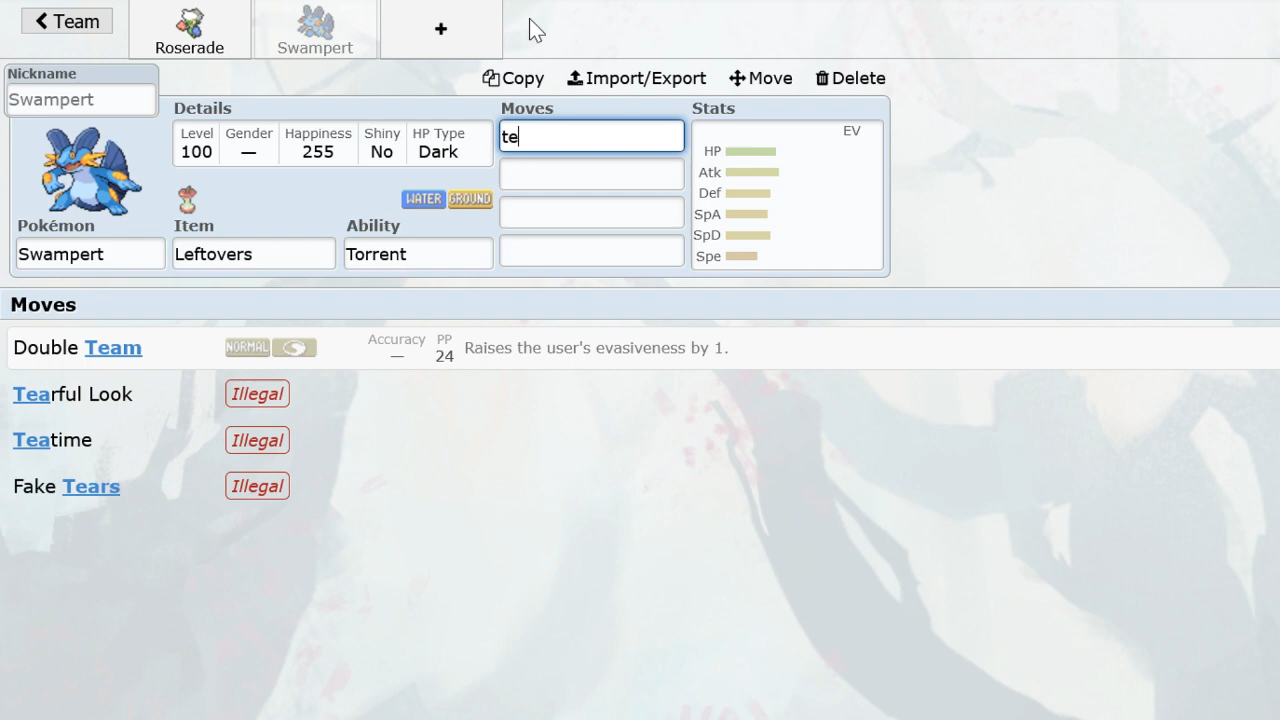 Team
Roserade
Swampert
+
Nickname
Swampert
Copy
Import/Export
Move
Delete
Details
Moves
Stats
Level
100
Gender
—
Happiness
255
Shiny
No
HP Type
Dark
te
EV
HP
Atk
Def
SpA
SpD
Spe
WATER GROUND
Pokémon
Swampert
Item
Leftovers
Ability
Torrent
Moves
Double Team
NORMAL
Accuracy
—
PP
24
Raises the user's evasiveness by 1.
Tearful Look
Illegal
Teatime
Illegal
Fake Tears
Illegal